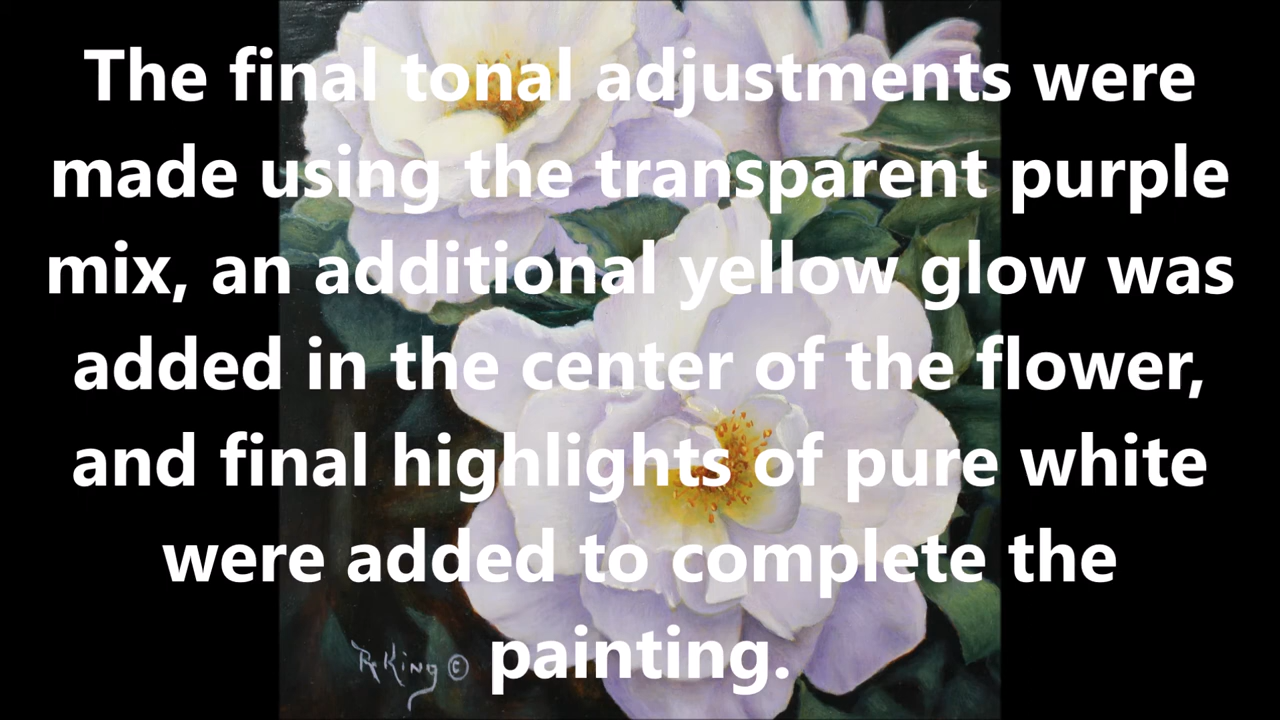 The final tonal adjustments were
made using the transparent purple
mix, an additional yellow glow was
added in the center of the flower,
and final highlights of pure white
were added to complete the
painting.
R King ©